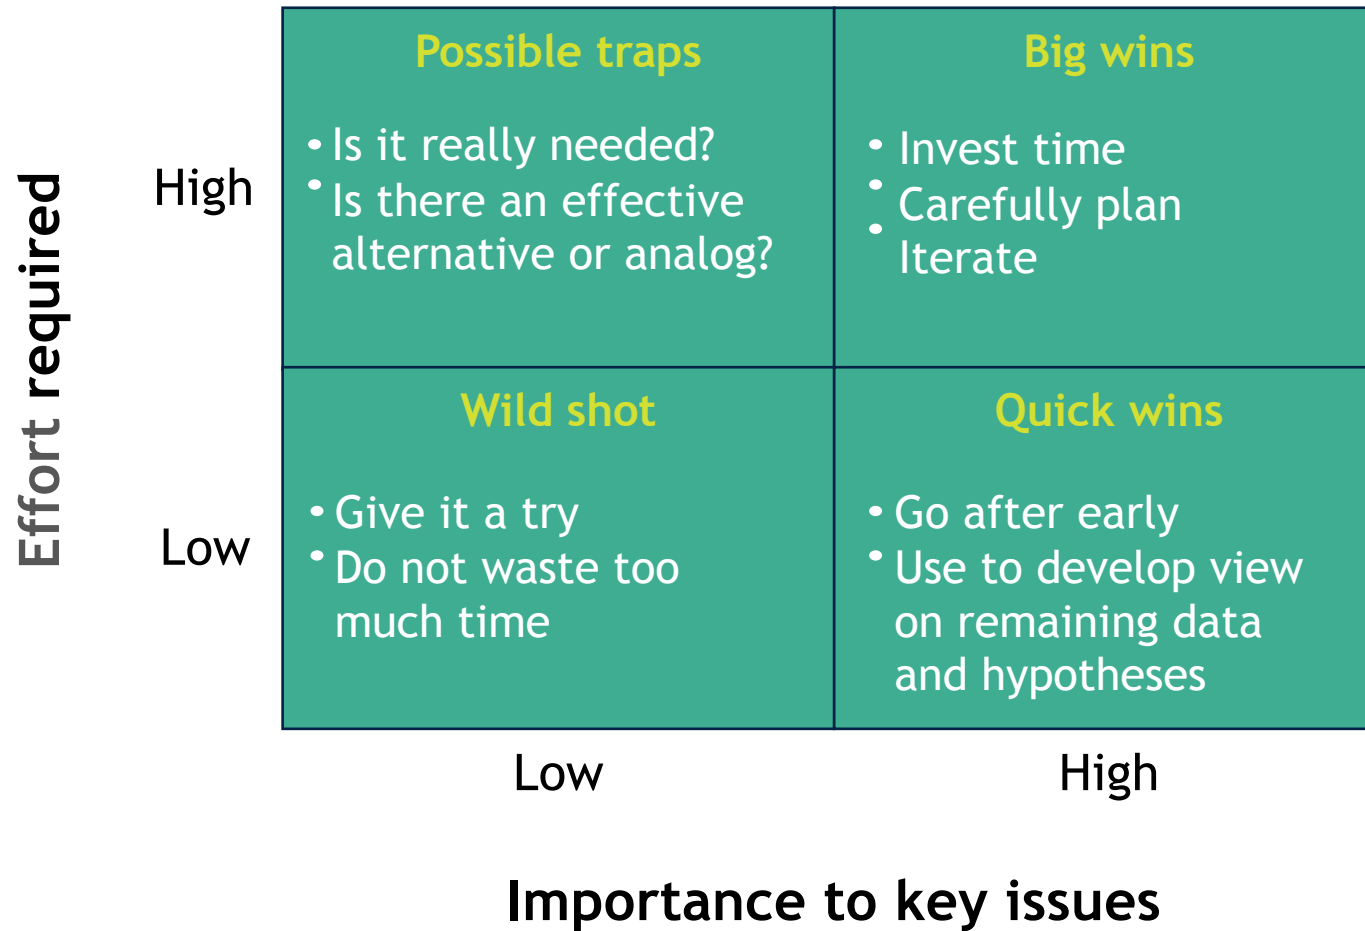 Effort required
High
Possible traps
• Is it really needed?
• Is there an effective
alternative or analog?
Big wins
• Invest time
• Carefully plan
• Iterate
Low
Wild shot
• Give it a try
• Do not waste too
much time
Quick wins
• Go after early
• Use to develop view
on remaining data
and hypotheses
Low
High
Importance to key issues